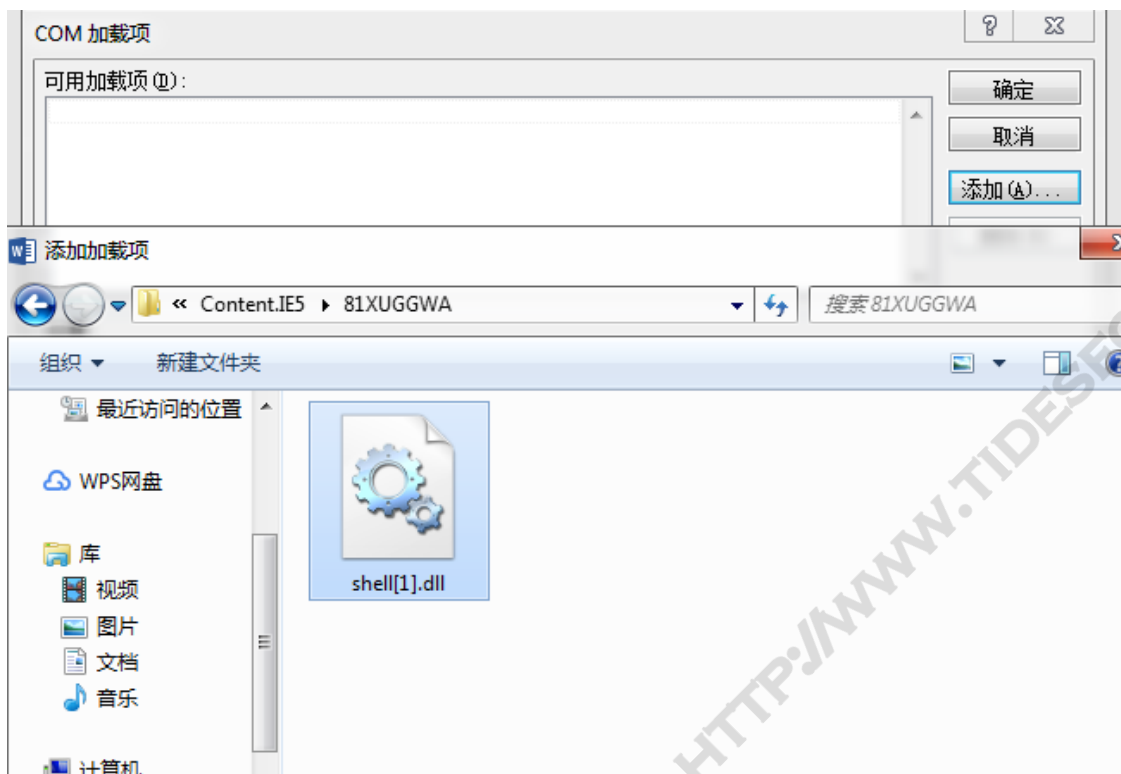 COM 加载项
可用加载项(D):
确定
取消
添加(A)...
添加加载项
« Content.IE5 ▸ 81XUGGWA
搜索 81XUGGWA
组织 新建文件夹
最近访问的位置
WPS网盘
库
视频
图片
文档
音乐
计算机
shell[1].dll
HTTP://WWW.TIDESE